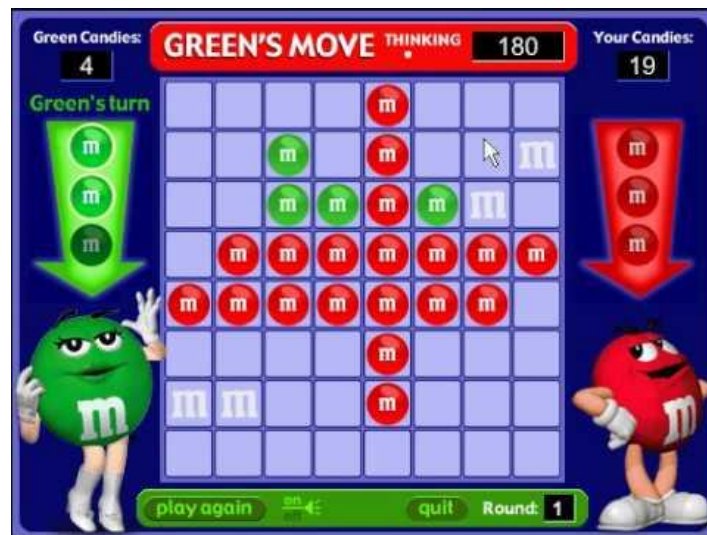 Green Candies:
4
GREEN'S MOVE THINKING 180
Your Candies:
19
Green's turn
m
m m m
m m m m
m m m m m m
m m m
m m m m m m m m
m m m m m m m
m
m m m
m m
play again on off quit Round: 1